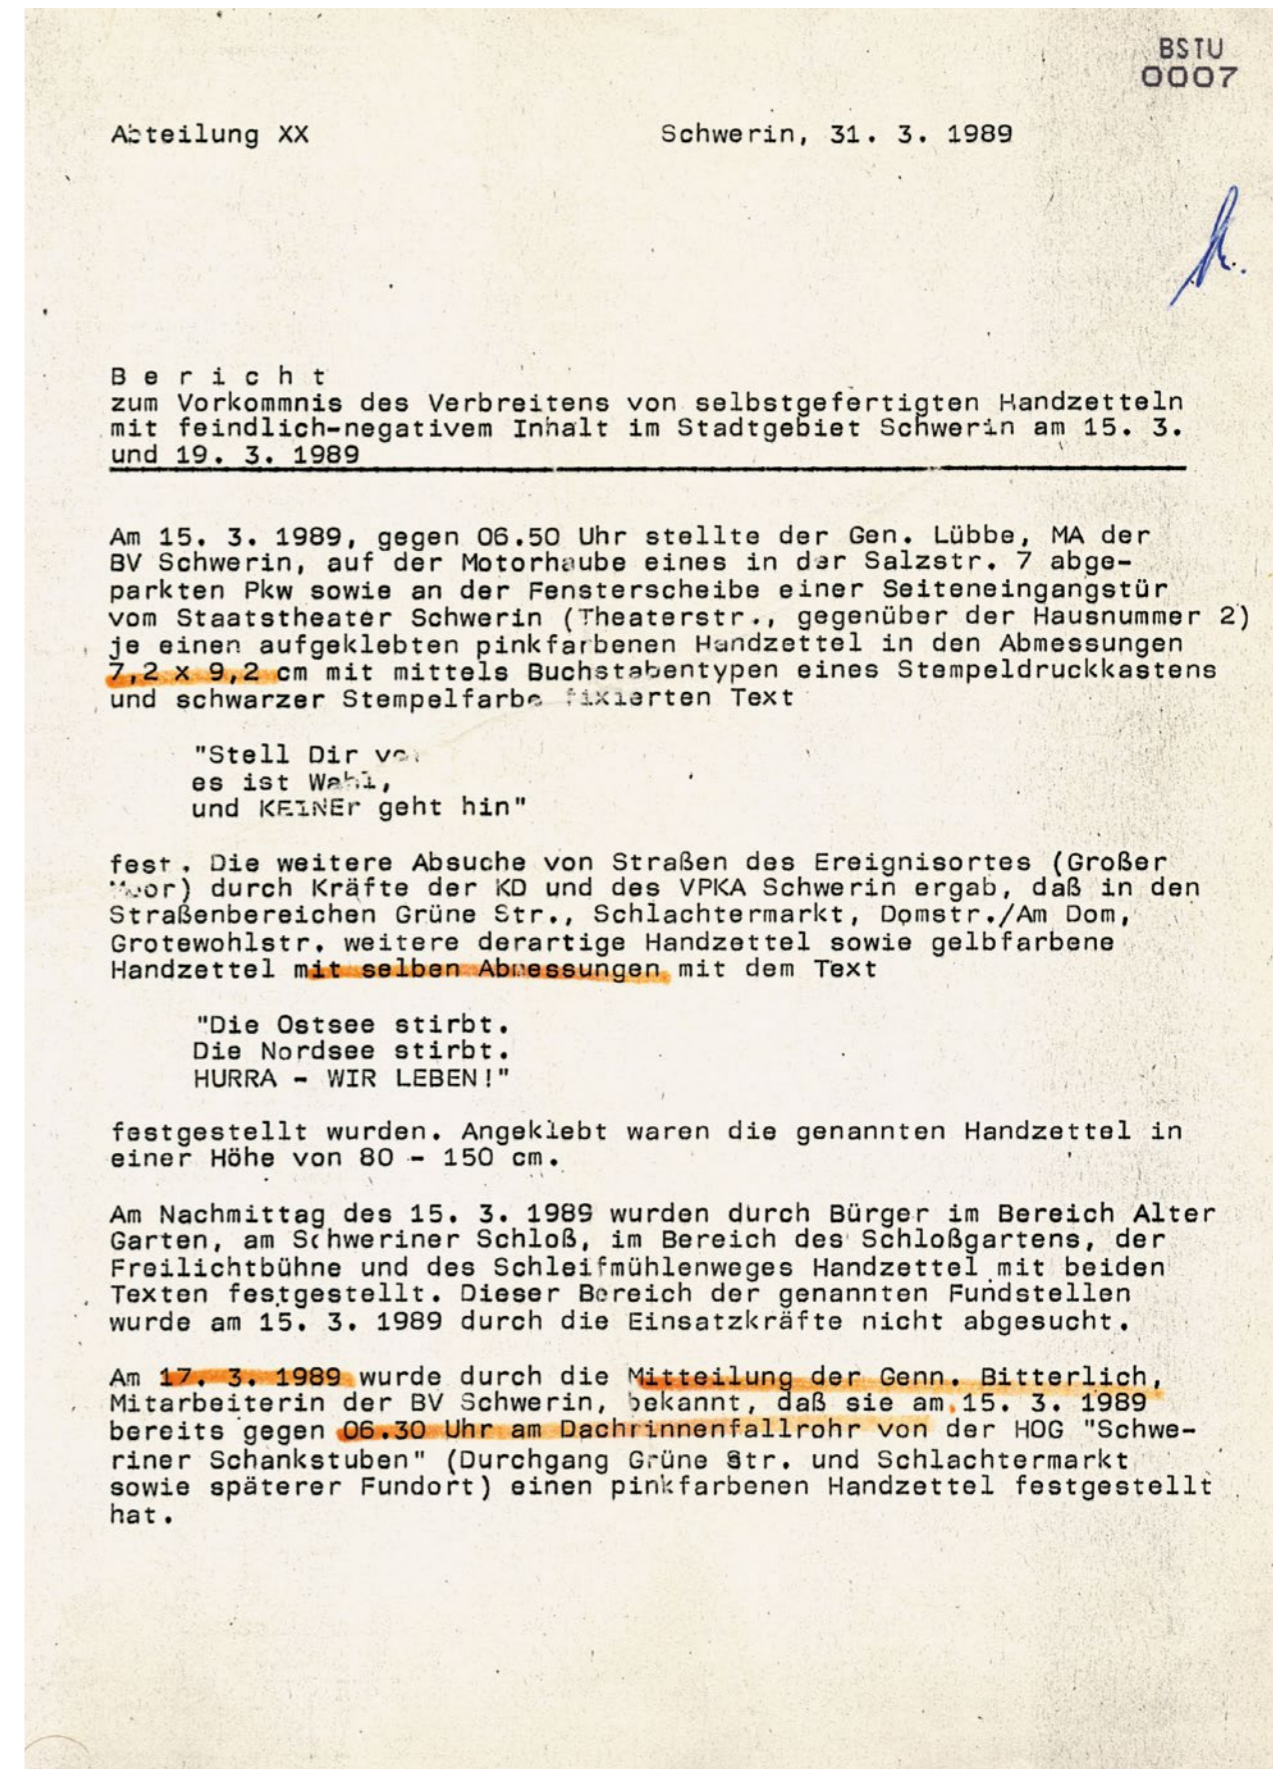 BSTU
0007
Abteilung XX Schwerin, 31. 3. 1989
B e r i c h t
zum Vorkommnis des Verbreitens von selbstgefertigten Handzetteln
mit feindlich-negativem Inhalt im Stadtgebiet Schwerin am 15. 3.
und 19. 3. 1989
Am 15. 3. 1989, gegen 06.50 Uhr stellte der Gen. Lübbe, MA der
BV Schwerin, auf der Motorhaube eines in der Salzstr. 7 abge-
parkten Pkw sowie an der Fensterscheibe einer Seiteneingangstür
vom Staatstheater Schwerin (Theaterstr., gegenüber der Hausnummer 2)
je einen aufgeklebten pinkfarbenen Handzettel in den Abmessungen
7,2 x 9,2 cm mit mittels Buchstabentypen eines Stempeldruckkastens
und schwarzer Stempelfarbe fixierten Text
"Stell Dir vor
es ist Wahl,
und KEINEr geht hin"
fest. Die weitere Absuche von Straßen des Ereignisortes (Großer
Moor) durch Kräfte der KD und des VPKA Schwerin ergab, daß in den
Straßenbereichen Grüne Str., Schlachtermarkt, Domstr./Am Dom,
Grotewohlstr. weitere derartige Handzettel sowie gelbfarbene
Handzettel mit selben Abmessungen mit dem Text
"Die Ostsee stirbt.
Die Nordsee stirbt.
HURRA - WIR LEBEN!"
festgestellt wurden. Angeklebt waren die genannten Handzettel in
einer Höhe von 80 - 150 cm.
Am Nachmittag des 15. 3. 1989 wurden durch Bürger im Bereich Alter
Garten, am Schweriner Schloß, im Bereich des Schloßgartens, der
Freilichtbühne und des Schleifmühlenweges Handzettel mit beiden
Texten festgestellt. Dieser Bereich der genannten Fundstellen
wurde am 15. 3. 1989 durch die Einsatzkräfte nicht abgesucht.
Am 17. 3. 1989 wurde durch die Mitteilung der Genn. Bitterlich,
Mitarbeiterin der BV Schwerin, bekannt, daß sie am 15. 3. 1989
bereits gegen 06.30 Uhr am Dachrinnenfallrohr von der HOG "Schwe-
riner Schankstuben" (Durchgang Grüne Str. und Schlachtermarkt
sowie späterer Fundort) einen pinkfarbenen Handzettel festgestellt
hat.